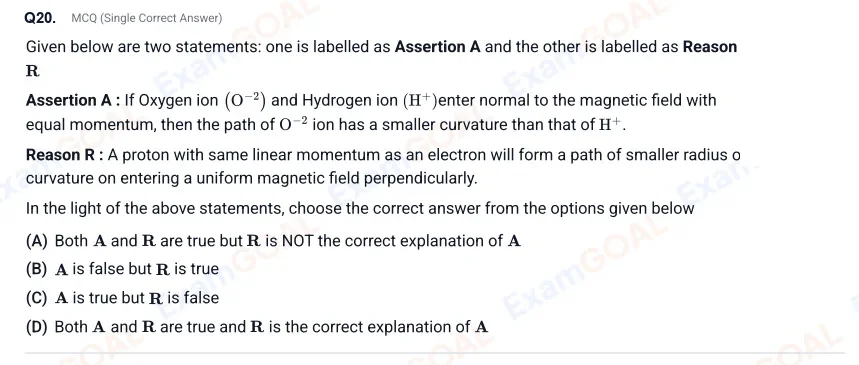 Q20. MCQ (Single Correct Answer)
Given below are two statements: one is labelled as Assertion A and the other is labelled as Reason
R
Assertion A : If Oxygen ion (O⁻²) and Hydrogen ion (H⁺)enter normal to the magnetic field with
equal momentum, then the path of O⁻² ion has a smaller curvature than that of H⁺.
Reason R : A proton with same linear momentum as an electron will form a path of smaller radius o
curvature on entering a uniform magnetic field perpendicularly.
In the light of the above statements, choose the correct answer from the options given below
(A) Both A and R are true but R is NOT the correct explanation of A
(B) A is false but R is true
(C) A is true but R is false
(D) Both A and R are true and R is the correct explanation of A